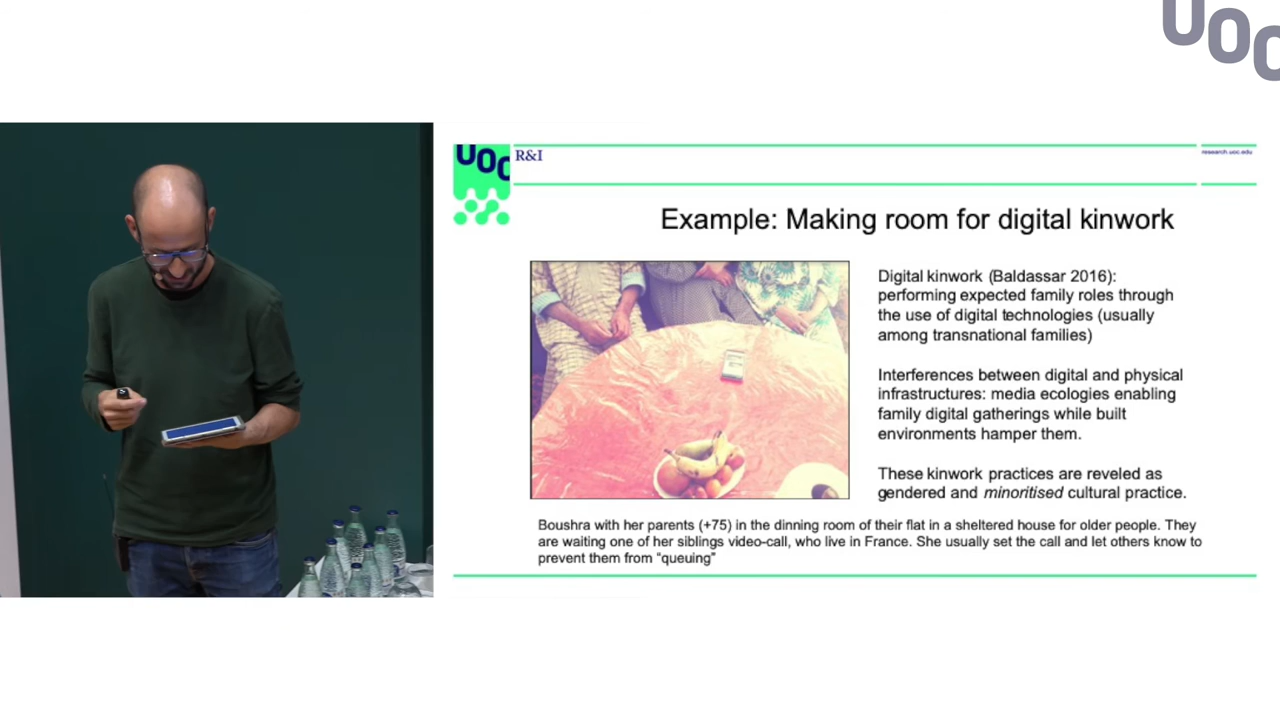 UOC
UOC
R&I
research.uoc.edu
Example: Making room for digital kinwork
Digital kinwork (Baldassar 2016):
performing expected family roles through
the use of digital technologies (usually
among transnational families)
Interferences between digital and physical
infrastructures: media ecologies enabling
family digital gatherings while built
environments hamper them.
These kinwork practices are reveled as
gendered and minoritised cultural practice.
Boushra with her parents (+75) in the dinning room of their flat in a sheltered house for older people. They
are waiting one of her siblings video-call, who live in France. She usually set the call and let others know to
prevent them from “queuing”